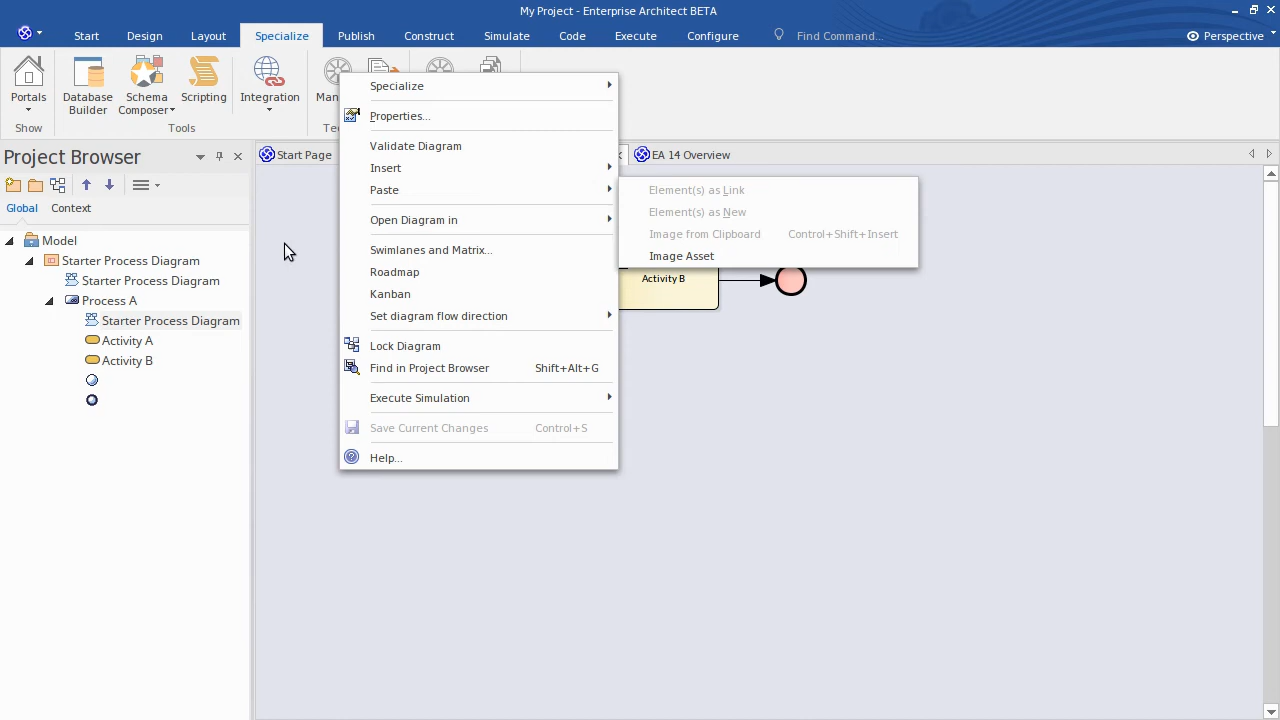 My Project - Enterprise Architect BETA
Start Design Layout Specialize Publish Construct Simulate Code Execute Configure Find Command... Perspective
Portals
Database Builder
Schema Composer
Scripting
Integration
Man
Show
Tools
Te
Project Browser
Start Page
EA 14 Overview
Global Context
Model
Starter Process Diagram
Starter Process Diagram
Process A
Starter Process Diagram
Activity A
Activity B
Specialize
Properties...
Validate Diagram
Insert
Paste
Open Diagram in
Swimlanes and Matrix...
Roadmap
Kanban
Set diagram flow direction
Lock Diagram
Find in Project Browser Shift+Alt+G
Execute Simulation
Save Current Changes Control+S
Help...
Element(s) as Link
Element(s) as New
Image from Clipboard Control+Shift+Insert
Image Asset
Activity B